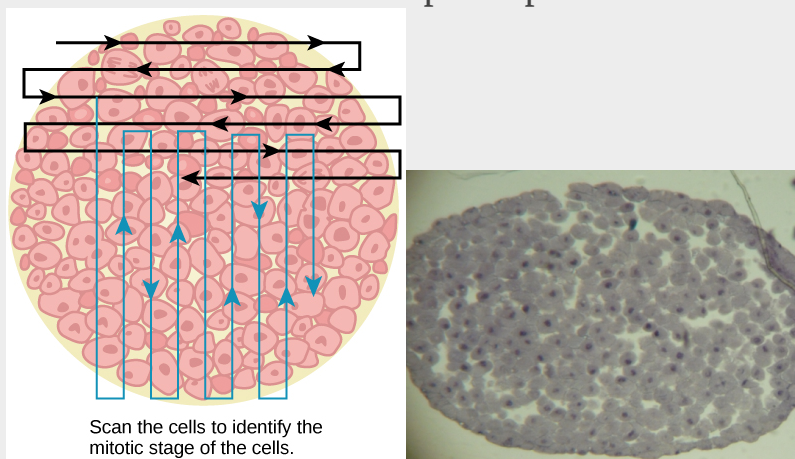 Scan the cells to identify the
mitotic stage of the cells.